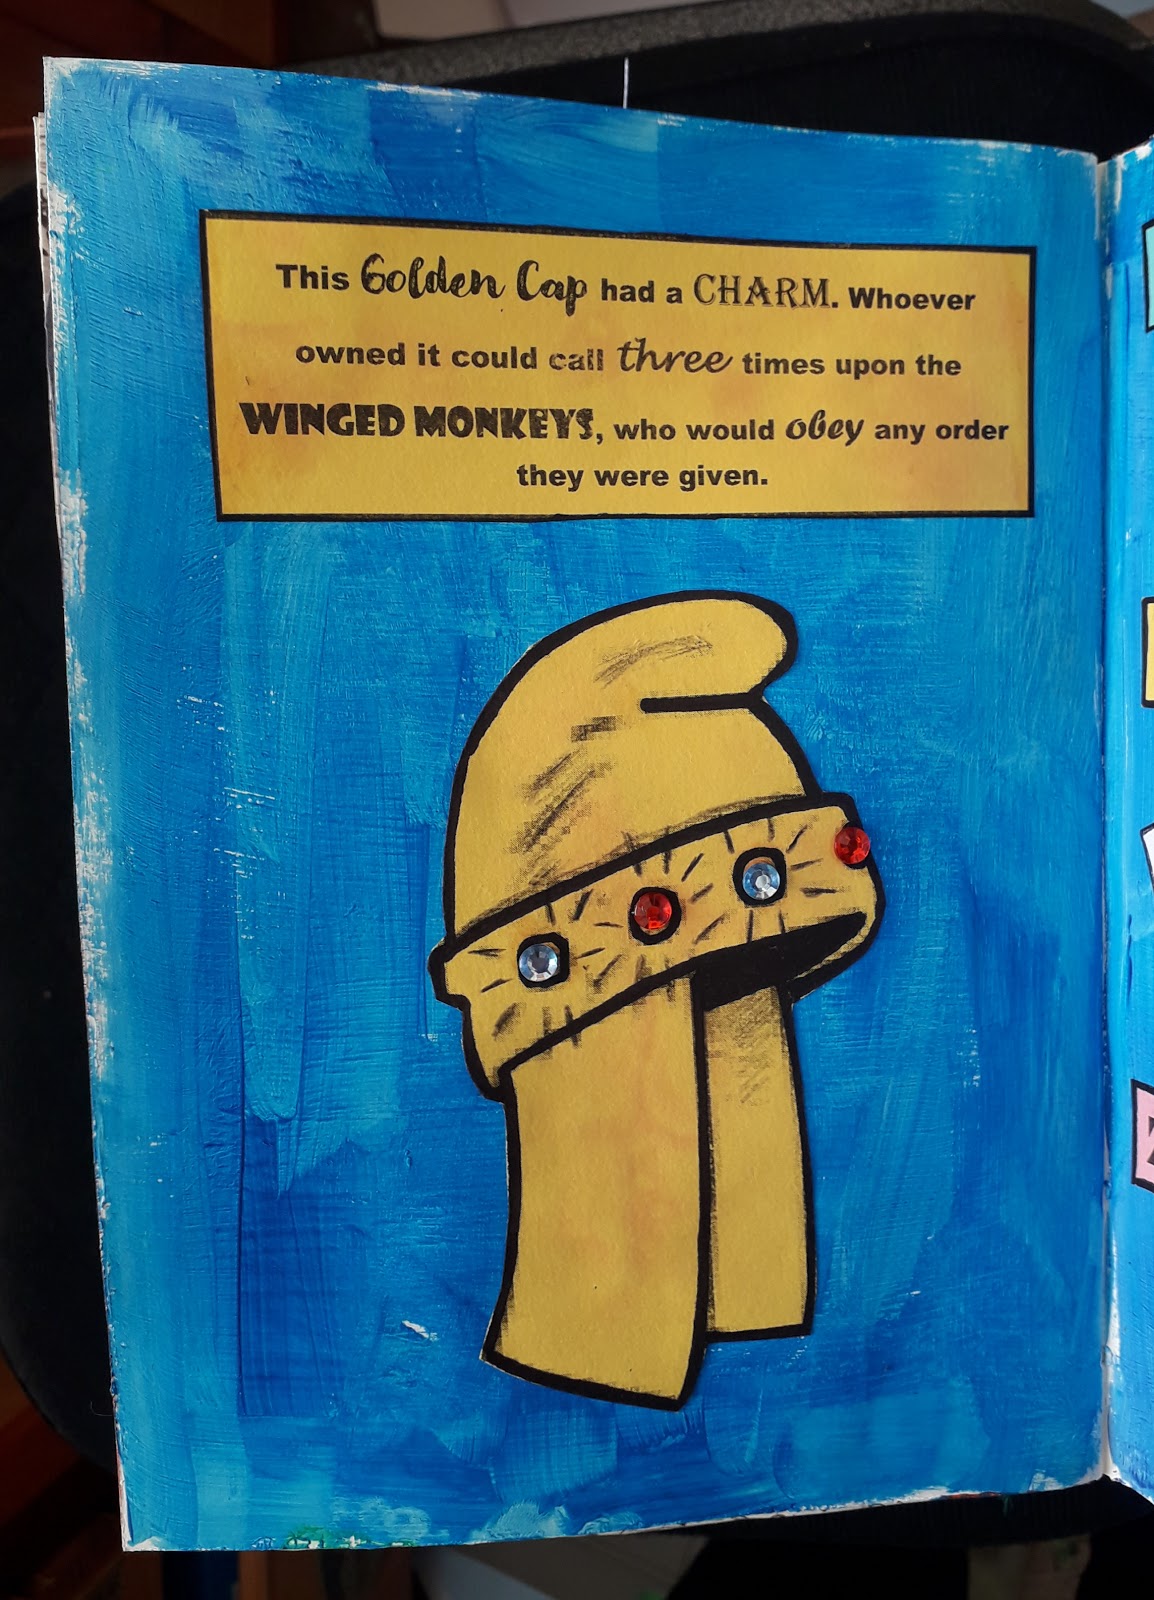 This Golden Cap had a CHARM. Whoever
owned it could call three times upon the
WINGED MONKEYS, who would obey any order
they were given.